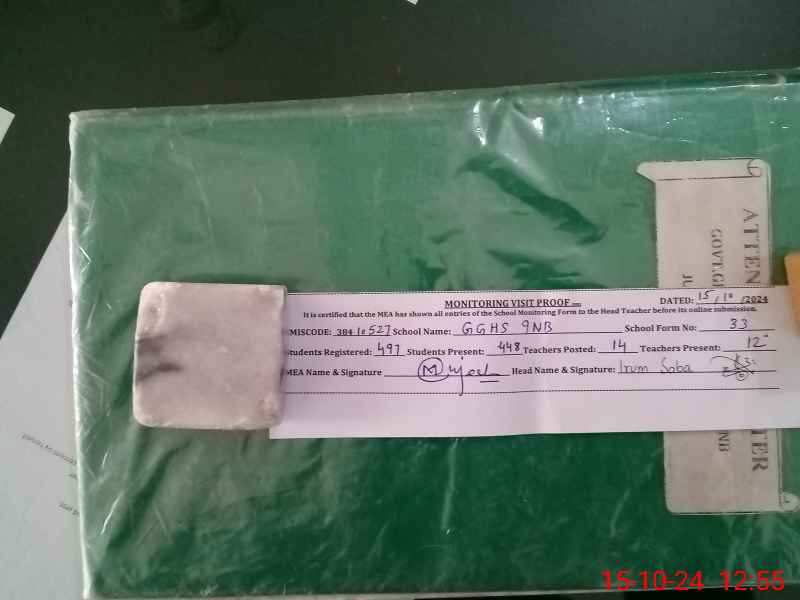 ATTEN
GOVT.G
JU
MONITORING VISIT PROOF
DATED: 15/10/2024
It is certified that the MEA has shown all entries of the School Monitoring Form to the Head Teacher before its online submission.
EMISCODE: 384 10527 School Name: GGHS 9NB School Form No: 33
Students Registered: 497 Students Present: 448 Teachers Posted: 14 Teachers Present: 12
MEA Name & Signature Head Name & Signature: Irum Saba
TER
NB
15-10-24 12:55